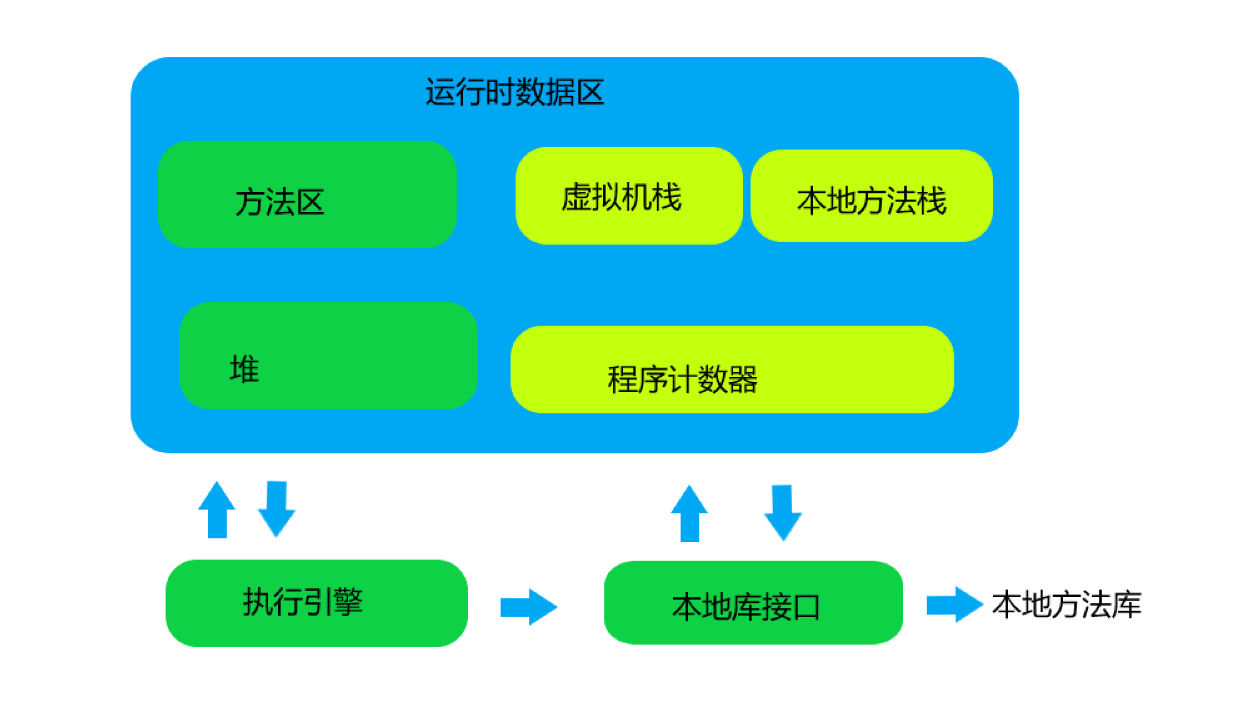 运行时数据区
方法区
虚拟机栈
本地方法栈
堆
程序计数器
执行引擎
本地库接口
本地方法库